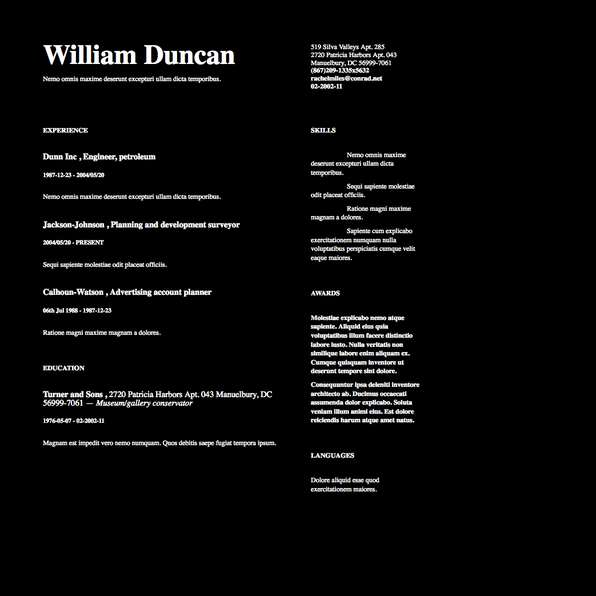 William Duncan
Nemo omnis maxime deserunt excepturi ullam dicta temporibus.
519 Silva Valleys Apt. 285
2720 Patricia Harbors Apt. 043
Manuelbury, DC 56999-7061
(867)209-1335x5632
rachelmiles@conrad.net
02-2002-11
EXPERIENCE
Dunn Inc , Engineer, petroleum
1987-12-23 - 2004/05/20
Nemo omnis maxime deserunt excepturi ullam dicta temporibus.
Jackson-Johnson , Planning and development surveyor
2004/05/20 - PRESENT
Sequi sapiente molestiae odit placeat officiis.
Calhoun-Watson , Advertising account planner
06th Jul 1988 - 1987-12-23
Ratione magni maxime magnam a dolores.
EDUCATION
Turner and Sons , 2720 Patricia Harbors Apt. 043 Manuelbury, DC
56999-7061 — Museum/gallery conservator
1976-05-07 - 02-2002-11
Magnam est impedit vero nemo numquam. Quos debitis saepe fugiat tempora ipsum.
SKILLS
Nemo omnis maxime
deserunt excepturi ullam dicta
temporibus.
Sequi sapiente molestiae
odit placeat officiis.
Ratione magni maxime
magnam a dolores.
Sapiente cum explicabo
exercitationem numquam nulla
voluptatibus perspiciatis cumque velit
eaque maiores.
AWARDS
Molestiae explicabo nemo atque
sapiente. Aliquid eius quia
voluptatibus illum facere distinctio
labore iusto. Nulla veritatis non
similique labore enim aliquam ex.
Cumque quisquam inventore ut
deserunt tempore sint dolore.
Consequuntur ipsa deleniti inventore
architecto ab. Ducimus occaecati
assumenda dolor explicabo. Soluta
veniam illum animi eius. Est dolore
reiciendis harum atque amet natus.
LANGUAGES
Dolore aliquid esse quod
exercitationem maiores.